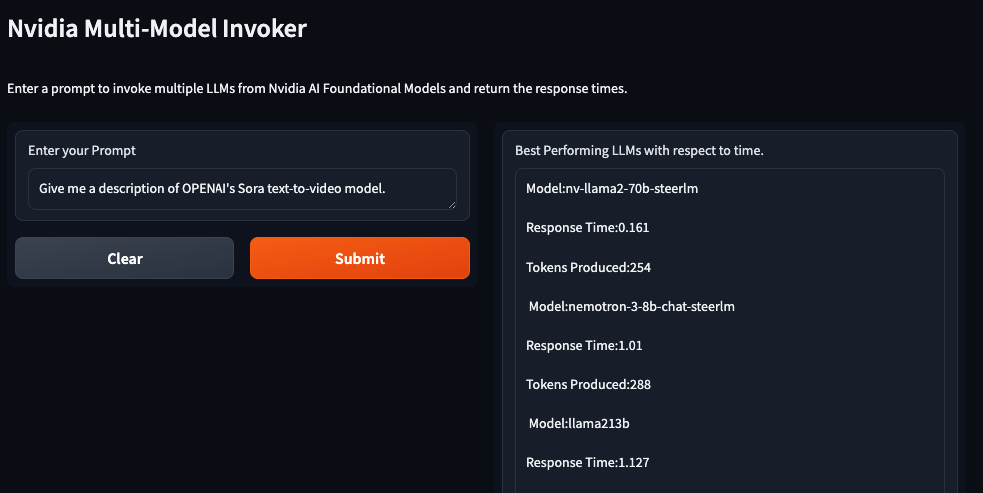 Nvidia Multi-Model Invoker
Enter a prompt to invoke multiple LLMs from Nvidia AI Foundational Models and return the response times.
Enter your Prompt
Give me a description of OPENAI's Sora text-to-video model.
Clear
Submit
Best Performing LLMs with respect to time.
Model:nv-llama2-70b-steerlm
Response Time:0.161
Tokens Produced:254
Model:nemotron-3-8b-chat-steerlm
Response Time:1.01
Tokens Produced:288
Model:llama213b
Response Time:1.127